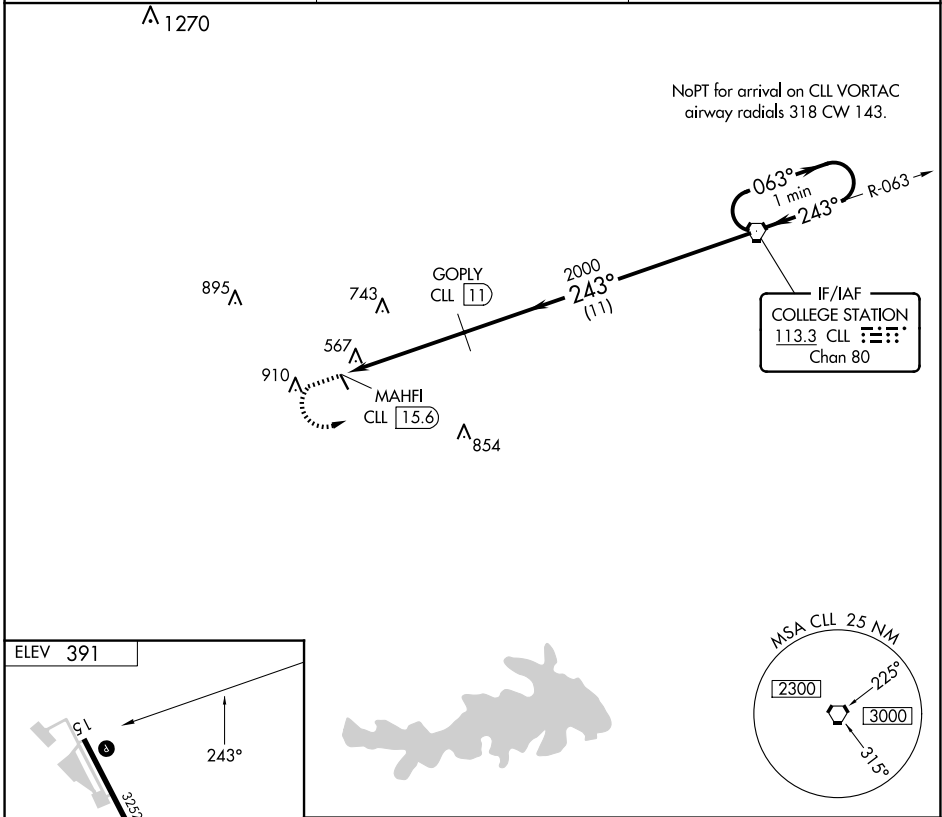 1270
NoPT for arrival on CLL VORTAC
airway radials 318 CW 143.
063°
1 min
243°
R-063
2000
243°
(11)
GOPLY
CLL 11
895
743
567
910
MAHFI
CLL 15.6
854
IF/IAF
COLLEGE STATION
113.3 CLL
Chan 80
ELEV 391
243°
15
P
MSA CLL 25 NM
2300
225°
3000
315°